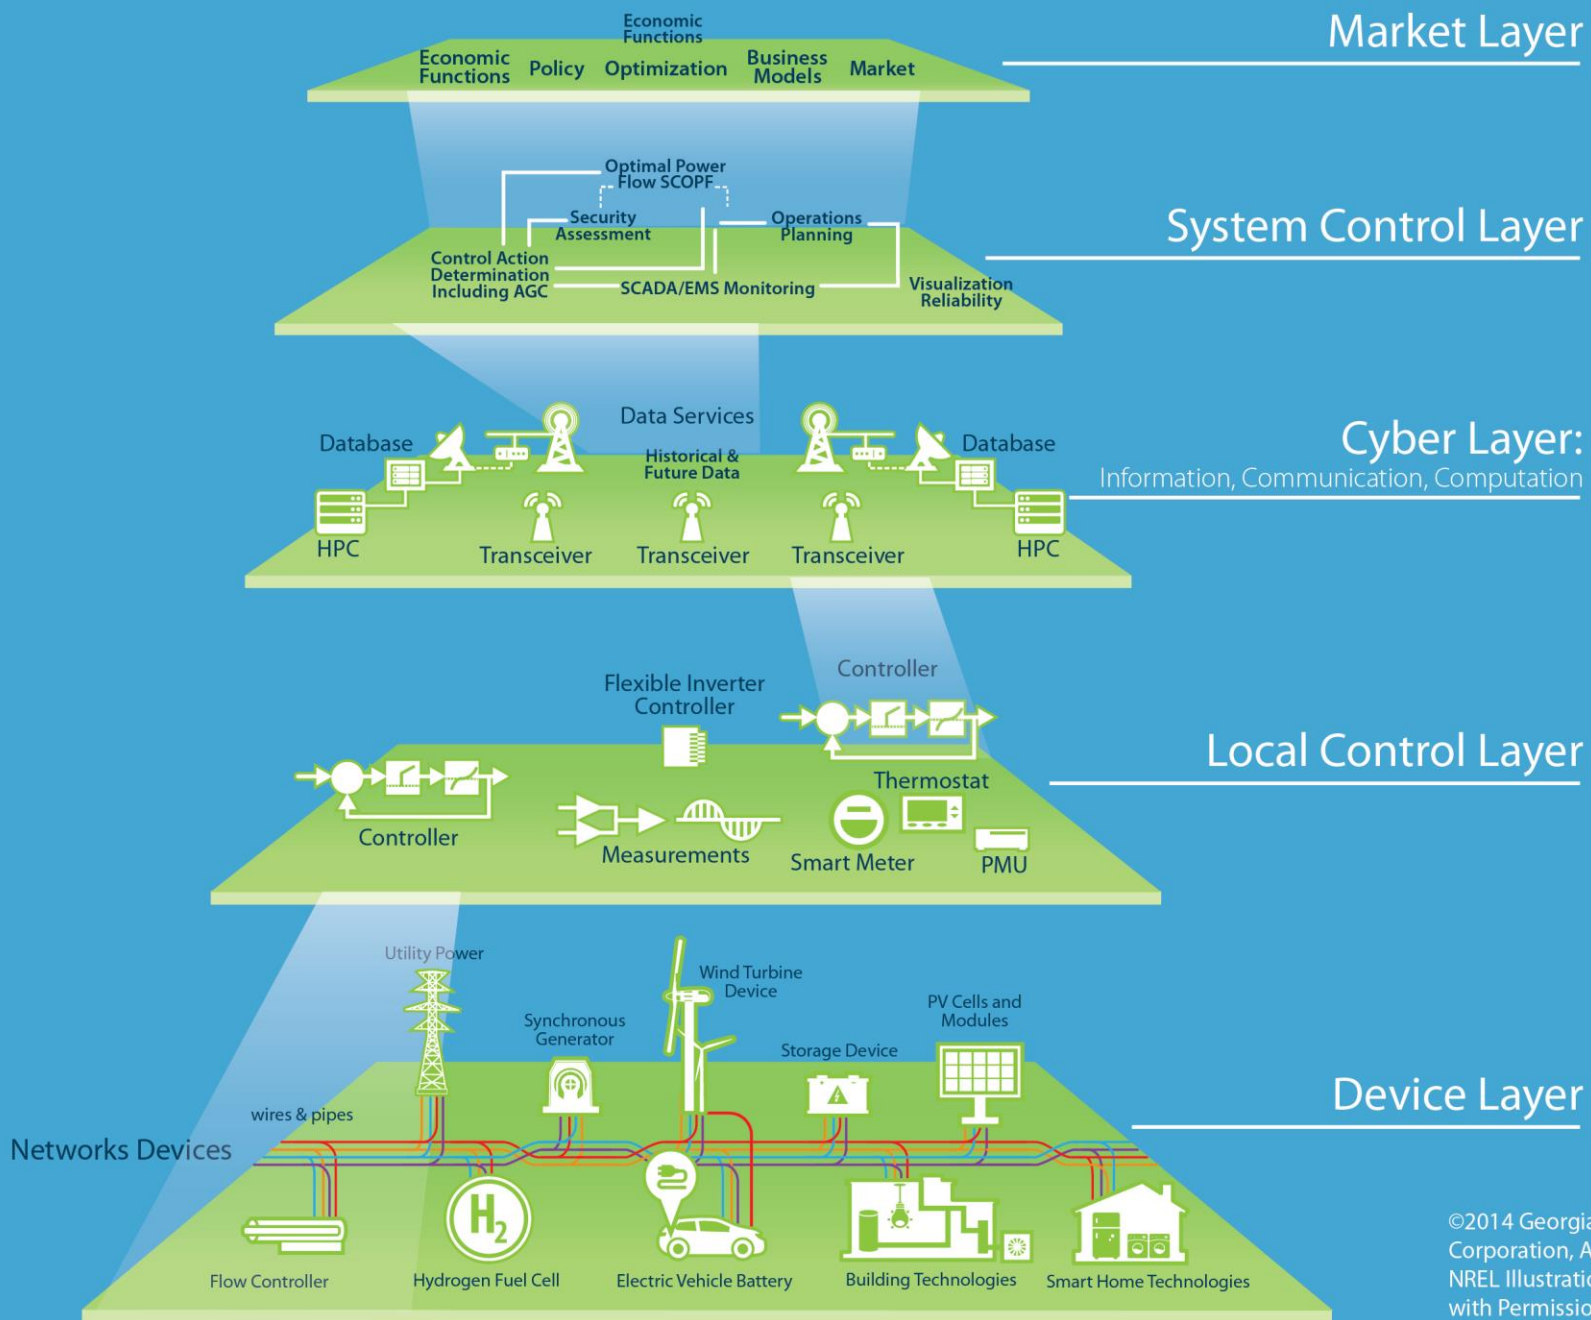 Market Layer
Economic
Functions
Economic
Functions
Policy
Optimization
Business
Models
Market
System Control Layer
Optimal Power
Flow SCOPF
Security
Assessment
Operations
Planning
Control Action
Determination
Including AGC
SCADA/EMS Monitoring
Visualization
Reliability
Cyber Layer:
Information, Communication, Computation
Data Services
Database
Historical &
Future Data
Database
HPC
Transceiver
Transceiver
Transceiver
HPC
Local Control Layer
Flexible Inverter
Controller
Controller
Thermostat
Controller
Measurements
Smart Meter
PMU
Device Layer
Utility Power
Wind Turbine
Device
Synchronous
Generator
Storage Device
PV Cells and
Modules
wires & pipes
Networks Devices
H2
Flow Controller
Hydrogen Fuel Cell
Electric Vehicle Battery
Building Technologies
Smart Home Technologies
©2014 Georgia
Corporation, A
NREL Illustratio
with Permissio